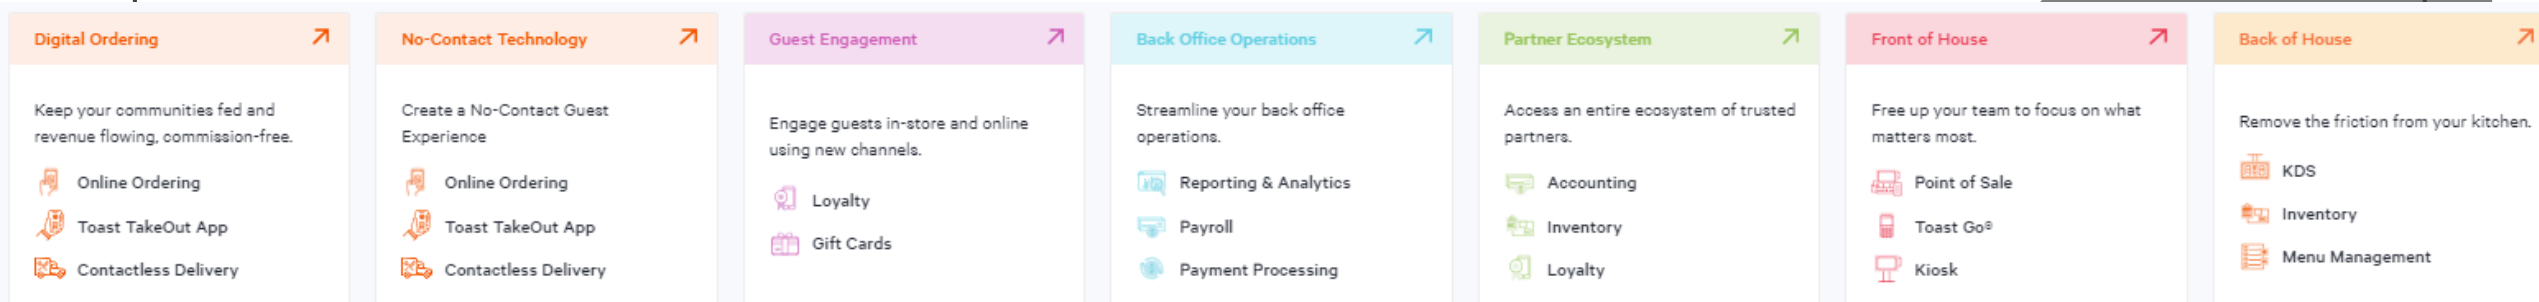 Digital Ordering
Keep your communities fed and
revenue flowing, commission-free.
Online Ordering
Toast TakeOut App
Contactless Delivery
No-Contact Technology
Create a No-Contact Guest
Experience
Online Ordering
Toast TakeOut App
Contactless Delivery
Guest Engagement
Engage guests in-store and online
using new channels.
Loyalty
Gift Cards
Back Office Operations
Streamline your back office
operations.
Reporting & Analytics
Payroll
Payment Processing
Partner Ecosystem
Access an entire ecosystem of trusted
partners.
Accounting
Inventory
Loyalty
Front of House
Free up your team to focus on what
matters most.
Point of Sale
Toast Go®
Kiosk
Back of House
Remove the friction from your kitchen.
KDS
Inventory
Menu Management